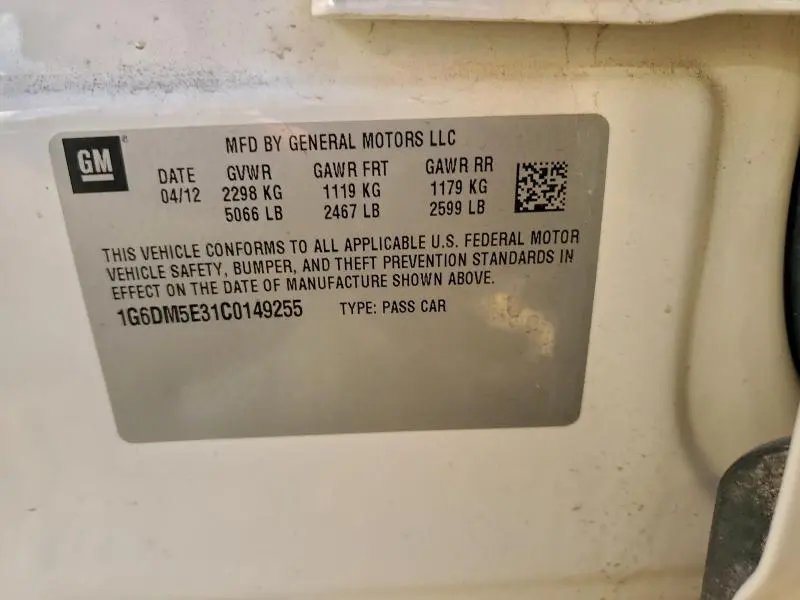 GM
MFD BY GENERAL MOTORS LLC
DATE GVWR GAWR FRT GAWR RR
04/12 2298 KG 1119 KG 1179 KG
5066 LB 2467 LB 2599 LB
THIS VEHICLE CONFORMS TO ALL APPLICABLE U.S. FEDERAL MOTOR
VEHICLE SAFETY, BUMPER, AND THEFT PREVENTION STANDARDS IN
EFFECT ON THE DATE OF MANUFACTURE SHOWN ABOVE.
1G6DM5E31C0149255 TYPE: PASS CAR